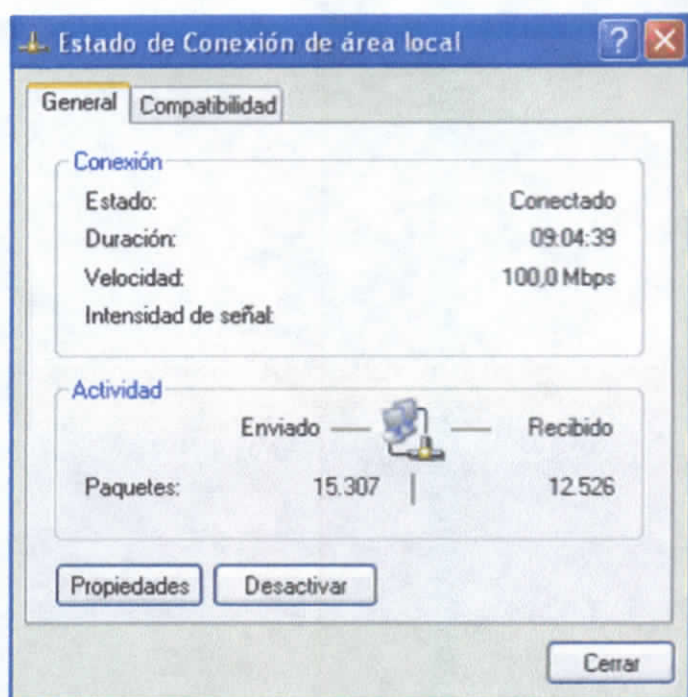 Estado de Conexión de área local
General Compatibilidad
Conexión
Estado: Conectado
Duración: 09:04:39
Velocidad: 100,0 Mbps
Intensidad de señal:
Actividad
Enviado — — Recibido
Paquetes: 15.307 | 12.526
Propiedades Desactivar
Cerrar